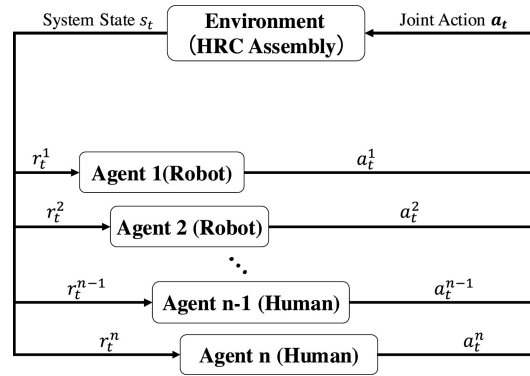 System State s_t
Environment
(HRC Assembly)
Joint Action a_t
r_t^1
Agent 1(Robot)
a_t^1
r_t^2
Agent 2 (Robot)
a_t^2
...
r_t^{n-1}
Agent n-1 (Human)
a_t^{n-1}
r_t^n
Agent n (Human)
a_t^n